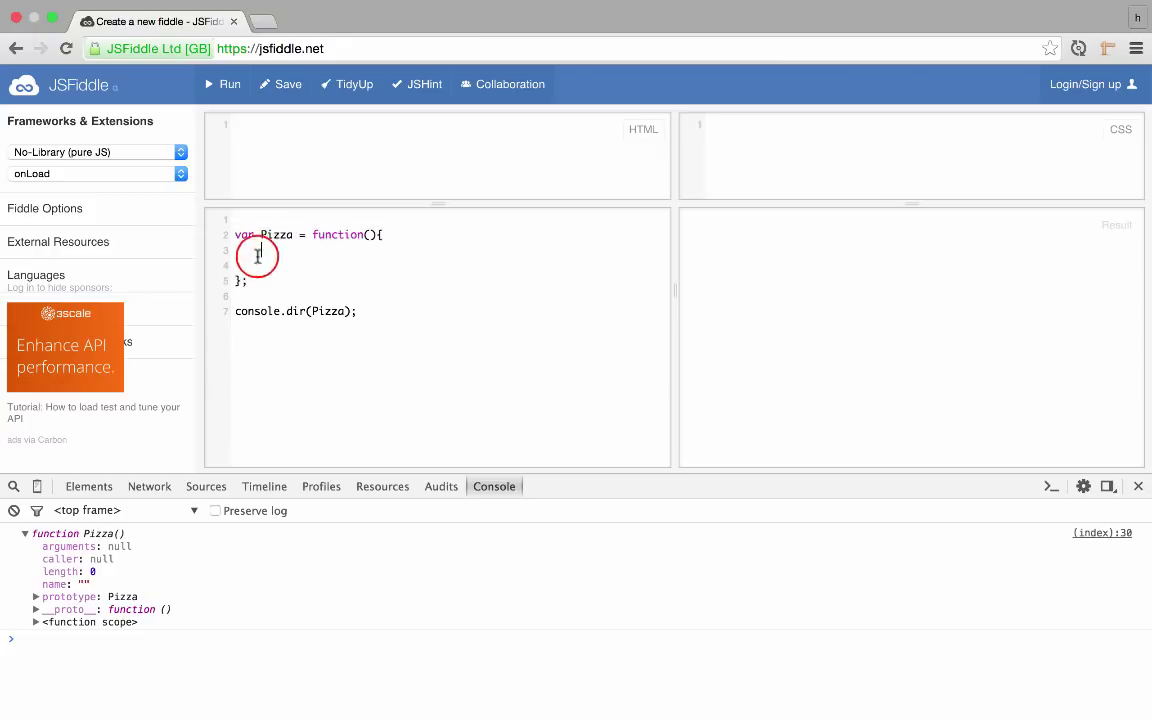 Create a new fiddle - JSFidd
h
JSFiddle Ltd [GB] https://jsfiddle.net
JSFiddle
Run
Save
TidyUp
JSHint
Collaboration
Login/Sign up
Frameworks & Extensions
No-Library (pure JS)
onLoad
Fiddle Options
External Resources
Languages
Log in to hide sponsors:
3scale
Enhance API
performance.
ks
Tutorial: How to load test and tune your
API
ads via Carbon
1
HTML
1
CSS
1
2 var Pizza = function(){
3
4
5 };
6
7 console.dir(Pizza);
Result
Elements
Network
Sources
Timeline
Profiles
Resources
Audits
Console
<top frame>
Preserve log
function Pizza()
(index):30
arguments: null
caller: null
length: 0
name: ""
prototype: Pizza
__proto__: function ()
<function scope>